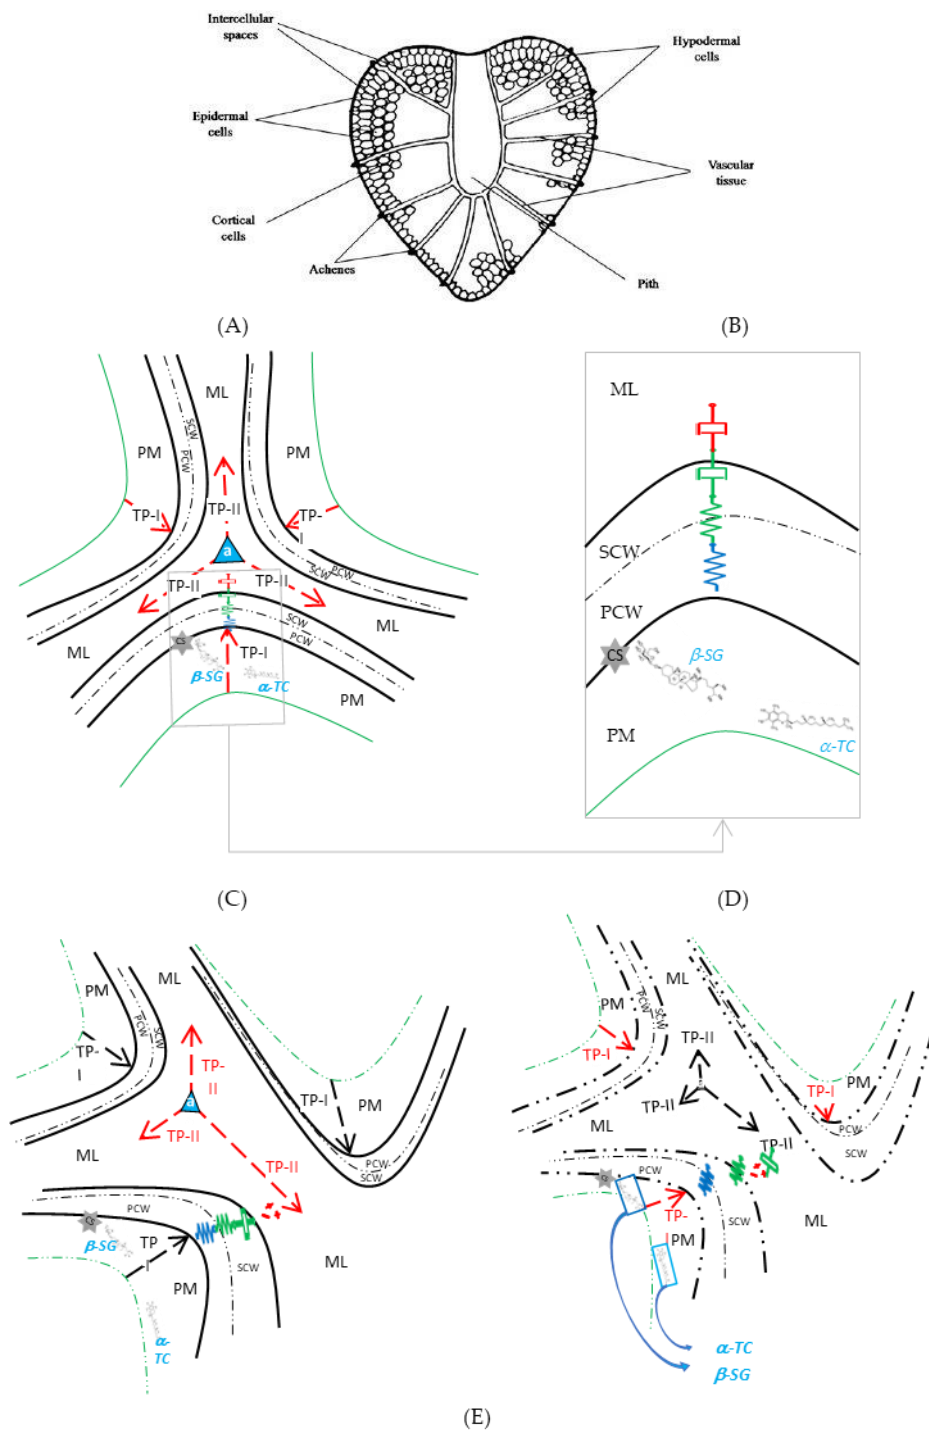 Intercellular
spaces
Hypodermal
cells
Epidermal
cells
Vascular
tissue
Cortical
cells
Achenes
Pith
(A)
(B)
ML
SCW
PCW
PM
PM
TP-I
TP-II
TP-
I
a
TP-II
TP-II
SCW
PCW
ML
ML
SCW
PCW
CS
TP-I
β-SG
α-TC
PM
ML
SCW
PCW
CS
β-SG
PM
α-TC
(C)
(D)
ML
PM
SCW
PCW
TP-
I
TP-
II
a
TP-II
TP-I
PM
ML
PCW
SCW
TP-II
PCW
CS
β-SG
TP
I
SCW
ML
PM
α-
TC
ML
PM
PCW
SCW
TP-II
TP-I
TP-II
TP-I
PM
PCW
SCW
TP-II
ML
PCW
TP-
I
PM
SCW
ML
α-TC
β-SG
(E)